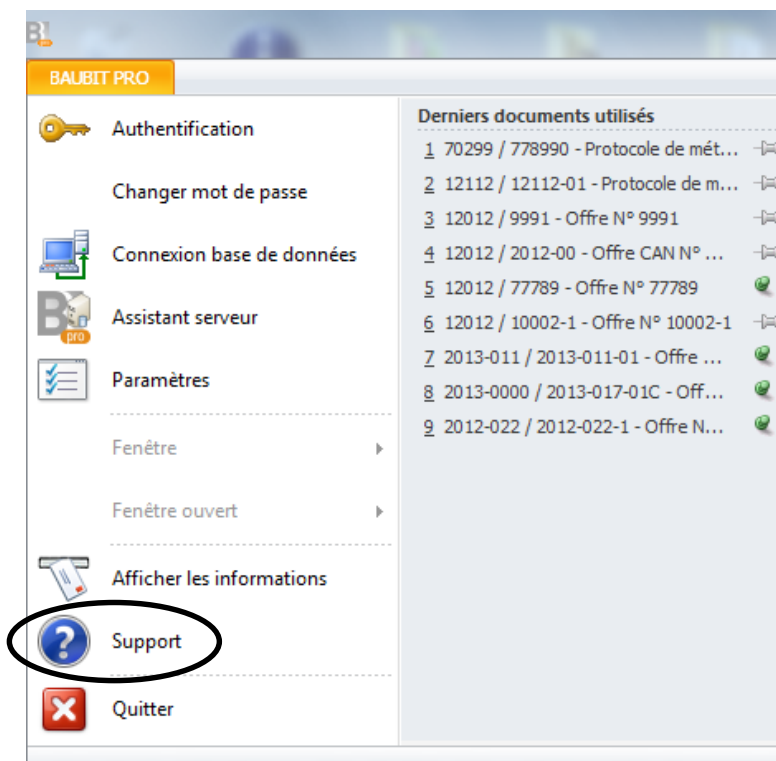 BAUBIT PRO
Authentification
Changer mot de passe
Connexion base de données
Assistant serveur
pro
Paramètres
Fenêtre
Fenêtre ouvert
Afficher les informations
Support
Quitter
Derniers documents utilisés
1 70299 / 778990 - Protocole de mét...
2 12112 / 12112-01 - Protocole de m...
3 12012 / 9991 - Offre N° 9991
4 12012 / 2012-00 - Offre CAN N° ...
5 12012 / 77789 - Offre N° 77789
6 12012 / 10002-1 - Offre N° 10002-1
7 2013-011 / 2013-011-01 - Offre ...
8 2013-0000 / 2013-017-01C - Off...
9 2012-022 / 2012-022-1 - Offre N...